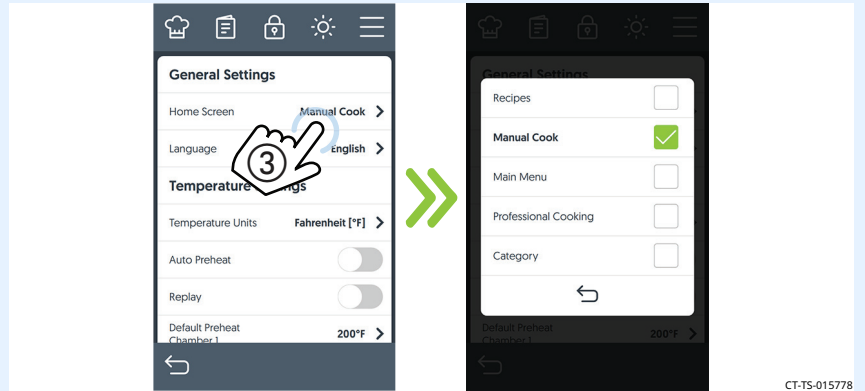 General Settings
Home Screen Manual Cook
Language English
3
Temperature ngs
Temperature Units Fahrenheit [°F]
Auto Preheat
Replay
Default Preheat
Chamber 1 200°F
General Settings
Recipes
Manual Cook
Main Menu
Professional Cooking
Category
Default Preheat
Chamber 1 200°F
CT-TS-015778